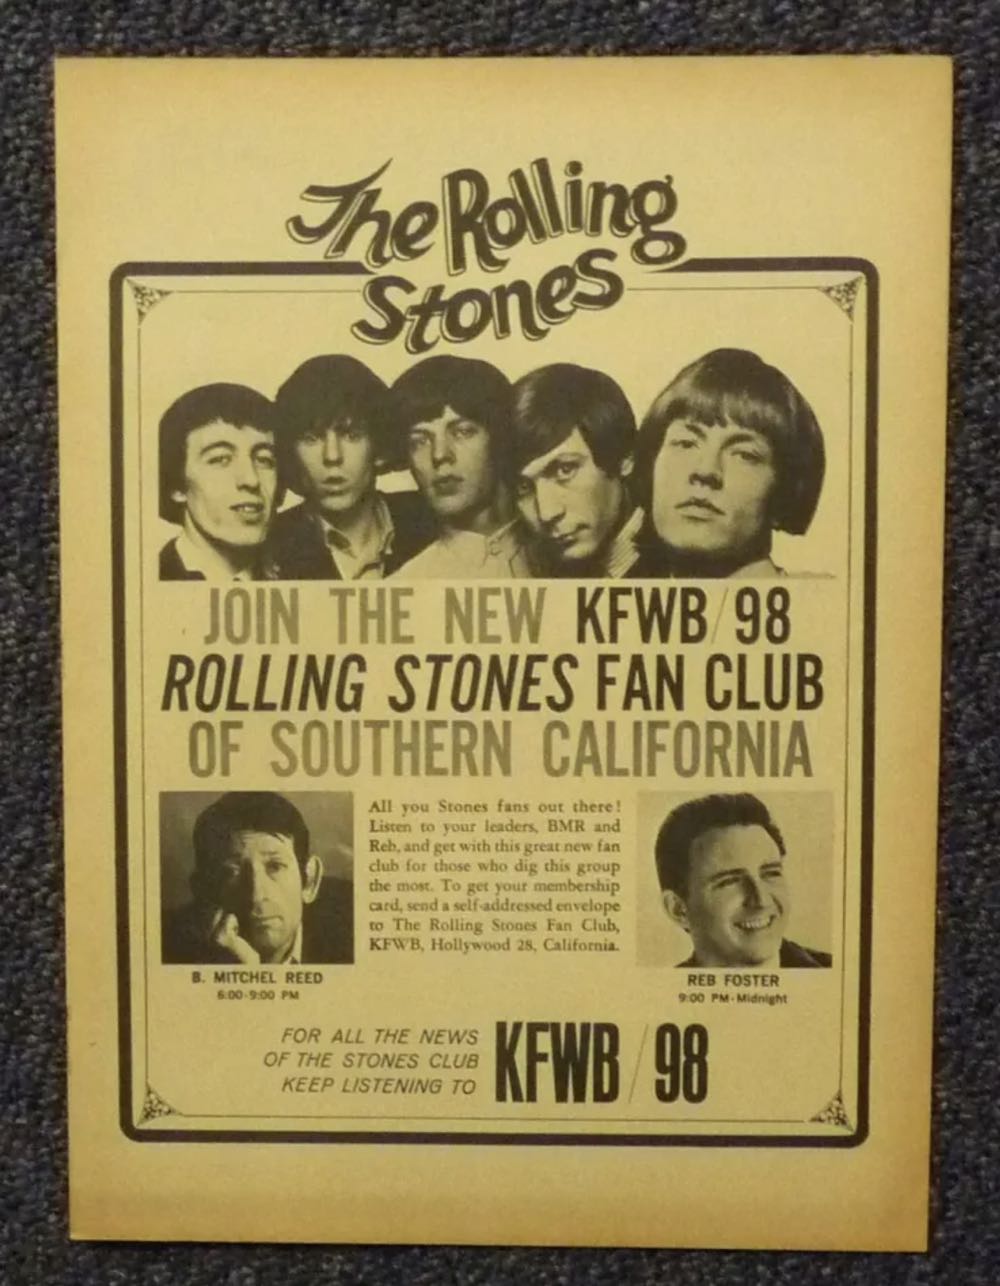 The Rolling
Stones
JOIN THE NEW KFWB/98
ROLLING STONES FAN CLUB
OF SOUTHERN CALIFORNIA
All you Stones fans out there!
Listen to your leaders, BMR and
Reb, and get with this great new fan
club for those who dig this group
the most. To get your membership
card, send a self-addressed envelope
to The Rolling Stones Fan Club,
KFWB, Hollywood 28, California.
B. MITCHEL REED
6:00-9:00 PM
REB FOSTER
9:00 PM-Midnight
FOR ALL THE NEWS
OF THE STONES CLUB
KEEP LISTENING TO
KFWB/98